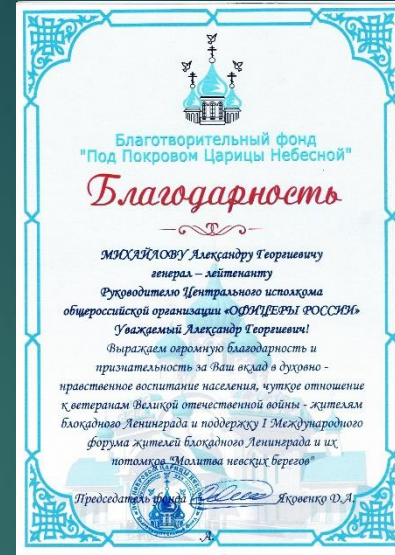 Благотворительный фонд
"Под Покровом Царицы Небесной"
Благодарность
МИХАЙЛОВУ Александру Георгиевичу
генерал – лейтенанту
Руководителю Центрального исполкома
общероссийской организации «ОФИЦЕРЫ РОССИИ»
Уважаемый Александр Георгиевич!
Выражаем огромную благодарность и
признательность за Ваш вклад в духовно -
нравственное воспитание населения, чуткое отношение
к ветеранам Великой отечественной войны - жителям
блокадного Ленинграда и поддержку I Международного
форума жителей блокадного Ленинграда и их
потомков "Молитва невских берегов"
Председатель фонда Яковенко Д.А.
.А.